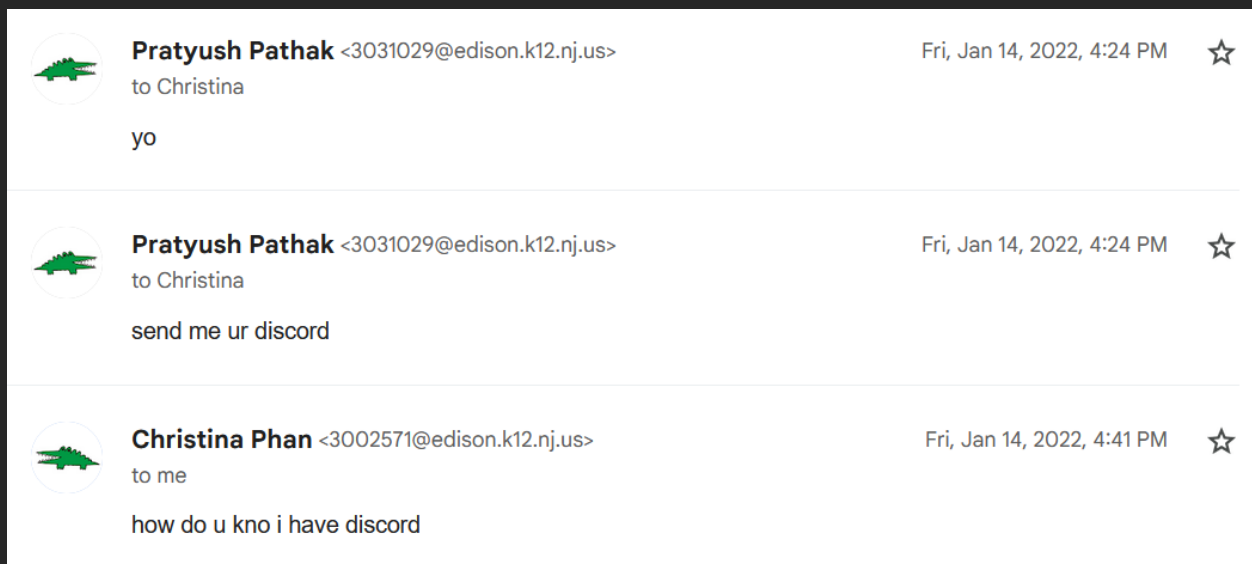 Pratyush Pathak <3031029@edison.k12.nj.us> Fri, Jan 14, 2022, 4:24 PM
to Christina
yo
Pratyush Pathak <3031029@edison.k12.nj.us> Fri, Jan 14, 2022, 4:24 PM
to Christina
send me ur discord
Christina Phan <3002571@edison.k12.nj.us> Fri, Jan 14, 2022, 4:41 PM
to me
how do u kno i have discord